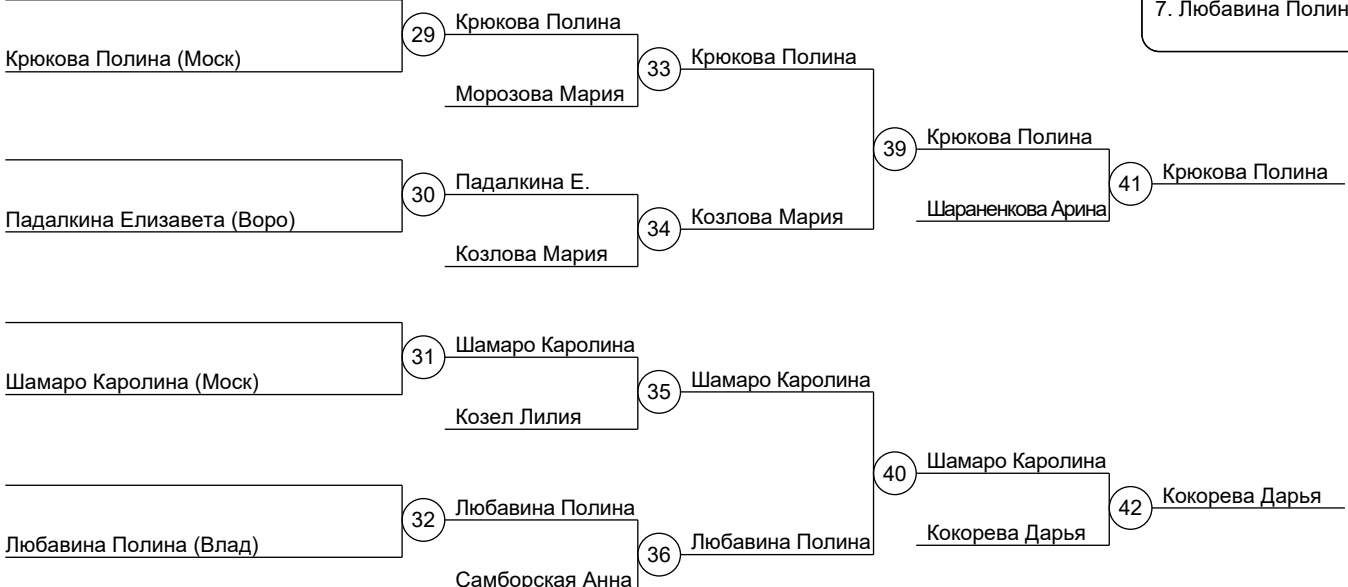 7. Любавина Полин
29
Крюкова Полина
Крюкова Полина (Моск)
33
Крюкова Полина
Морозова Мария
39
Крюкова Полина
30
Падалкина Е.
41
Крюкова Полина
Падалкина Елизавета (Воро)
34
Козлова Мария
Шараненкова Арина
Козлова Мария
31
Шамаро Каролина
Шамаро Каролина (Моск)
35
Шамаро Каролина
Козел Лилия
40
Шамаро Каролина
32
Любавина Полина
42
Кокорева Дарья
Любавина Полина (Влад)
36
Любавина Полина
Кокорева Дарья
Самборская Анна